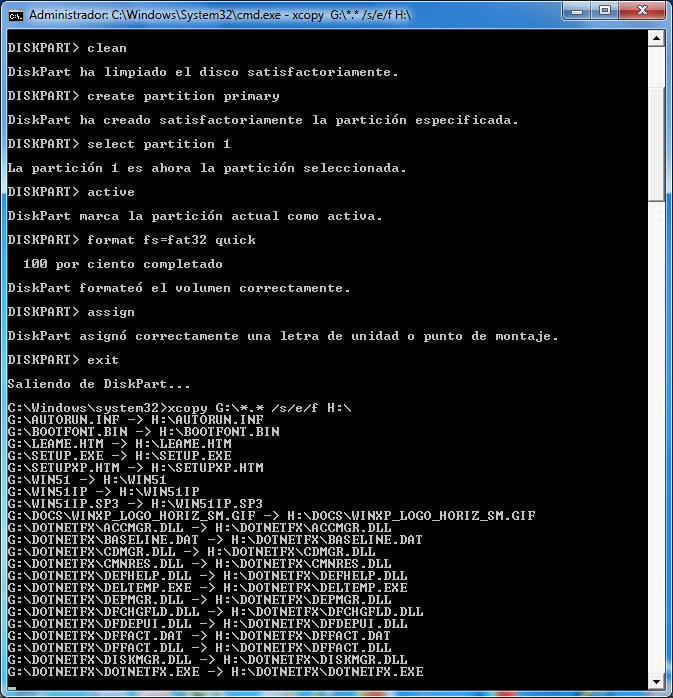 Administrador: C:\Windows\System32\cmd.exe - xcopy  G:\*.* /s/e/f H:\
DISKPART> clean
DiskPart ha limpiado el disco satisfactoriamente.
DISKPART> create partition primary
DiskPart ha creado satisfactoriamente la partición especificada.
DISKPART> select partition 1
La partición 1 es ahora la partición seleccionada.
DISKPART> active
DiskPart marca la partición actual como activa.
DISKPART> format fs=fat32 quick
100 por ciento completado
DiskPart formateó el volumen correctamente.
DISKPART> assign
DiskPart asignó correctamente una letra de unidad o punto de montaje.
DISKPART> exit
Saliendo de DiskPart...
C:\Windows\system32>xcopy G:\*.* /s/e/f H:\
G:\AUTORUN.INF -> H:\AUTORUN.INF
G:\BOOTFONT.BIN -> H:\BOOTFONT.BIN
G:\LEAME.HTM -> H:\LEAME.HTM
G:\SETUP.EXE -> H:\SETUP.EXE
G:\SETUPXP.HTM -> H:\SETUPXP.HTM
G:\WIN51 -> H:\WIN51
G:\WIN51IP -> H:\WIN51IP
G:\WIN51IP.SP3 -> H:\WIN51IP.SP3
G:\DOCS\WINXP_LOGO_HORIZ_SM.GIF -> H:\DOCS\WINXP_LOGO_HORIZ_SM.GIF
G:\DOTNETFX\ACCMGR.DLL -> H:\DOTNETFX\ACCMGR.DLL
G:\DOTNETFX\BASELINE.DAT -> H:\DOTNETFX\BASELINE.DAT
G:\DOTNETFX\CDMGR.DLL -> H:\DOTNETFX\CDMGR.DLL
G:\DOTNETFX\CMNRES.DLL -> H:\DOTNETFX\CMNRES.DLL
G:\DOTNETFX\DEFHELP.DLL -> H:\DOTNETFX\DEFHELP.DLL
G:\DOTNETFX\DELTEMP.EXE -> H:\DOTNETFX\DELTEMP.EXE
G:\DOTNETFX\DEPMGR.DLL -> H:\DOTNETFX\DEPMGR.DLL
G:\DOTNETFX\DFCHGFLD.DLL -> H:\DOTNETFX\DFCHGFLD.DLL
G:\DOTNETFX\DFDEPUI.DLL -> H:\DOTNETFX\DFDEPUI.DLL
G:\DOTNETFX\DFFACT.DAT -> H:\DOTNETFX\DFFACT.DAT
G:\DOTNETFX\DFFACT.DLL -> H:\DOTNETFX\DFFACT.DLL
G:\DOTNETFX\DISKMGR.DLL -> H:\DOTNETFX\DISKMGR.DLL
G:\DOTNETFX\DOTNETFX.EXE -> H:\DOTNETFX\DOTNETFX.EXE